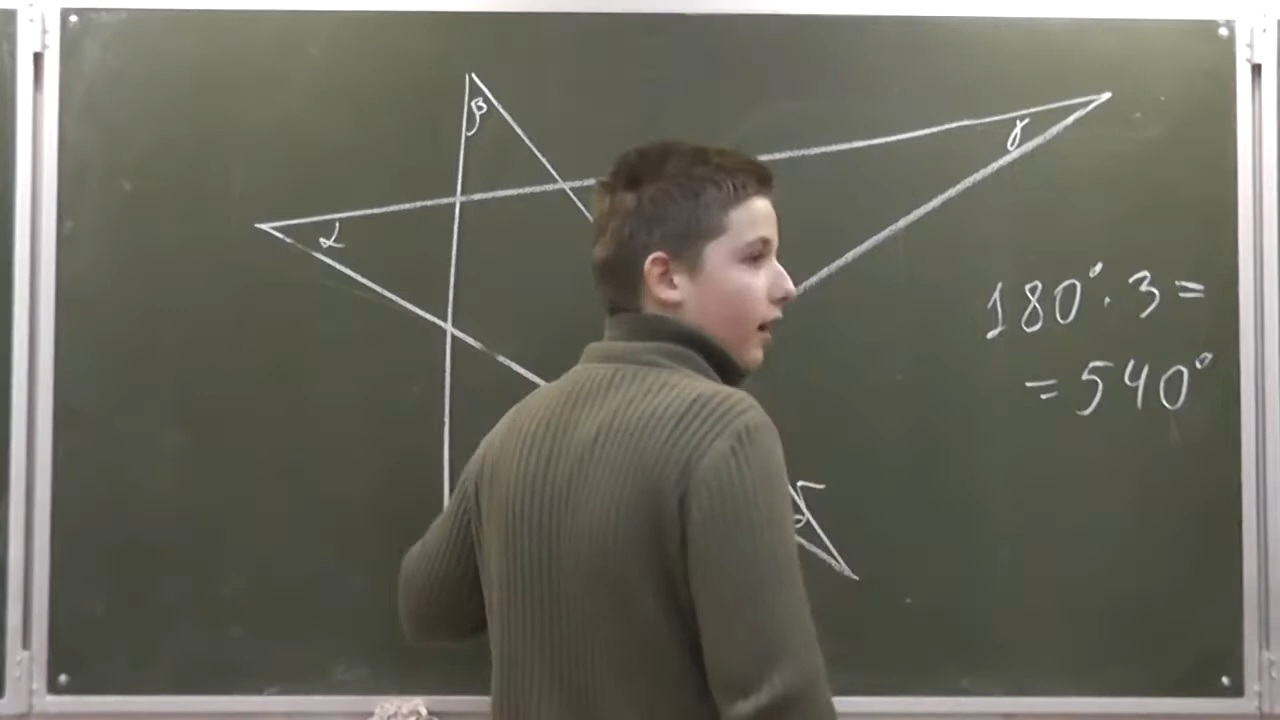 β
γ
α
180°·3=
=540°
δ